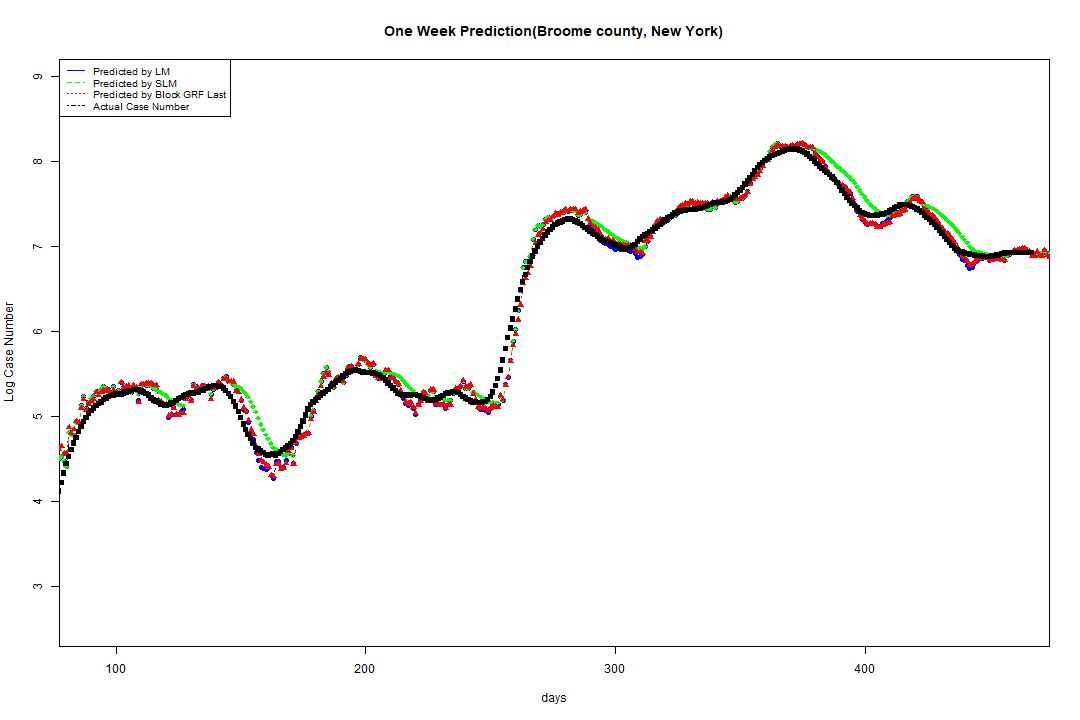 One Week Prediction(Broome county, New York)
Predicted by LM
Predicted by SLM
Predicted by Block GRF Last
Actual Case Number
9
8
7
6
5
4
3
Log Case Number
100 200 300 400
days